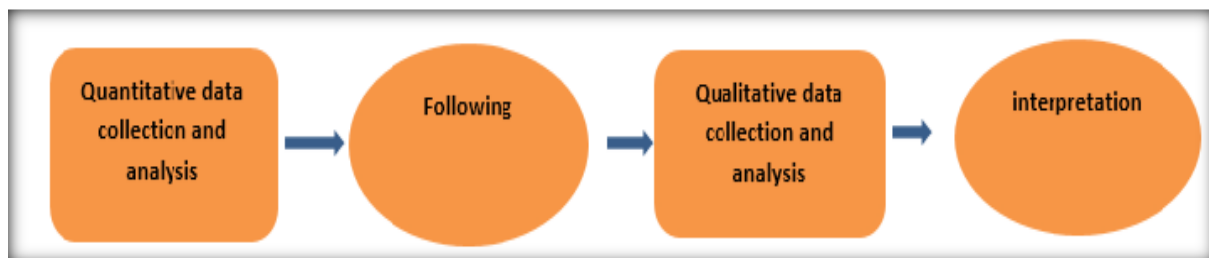 Quantitative data
collection and
analysis
Following
Qualitative data
collection and
analysis
interpretation